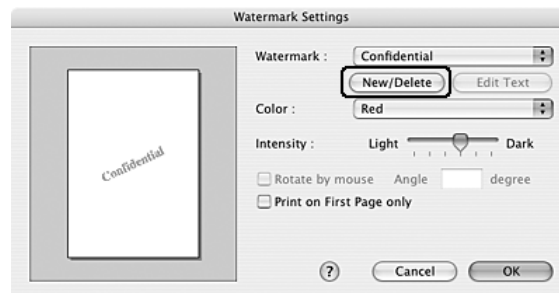 Watermark Settings
Confidential
Watermark : Confidential
New/Delete Edit Text
Color : Red
Intensity : Light Dark
Rotate by mouse Angle degree
Print on First Page only
? Cancel OK